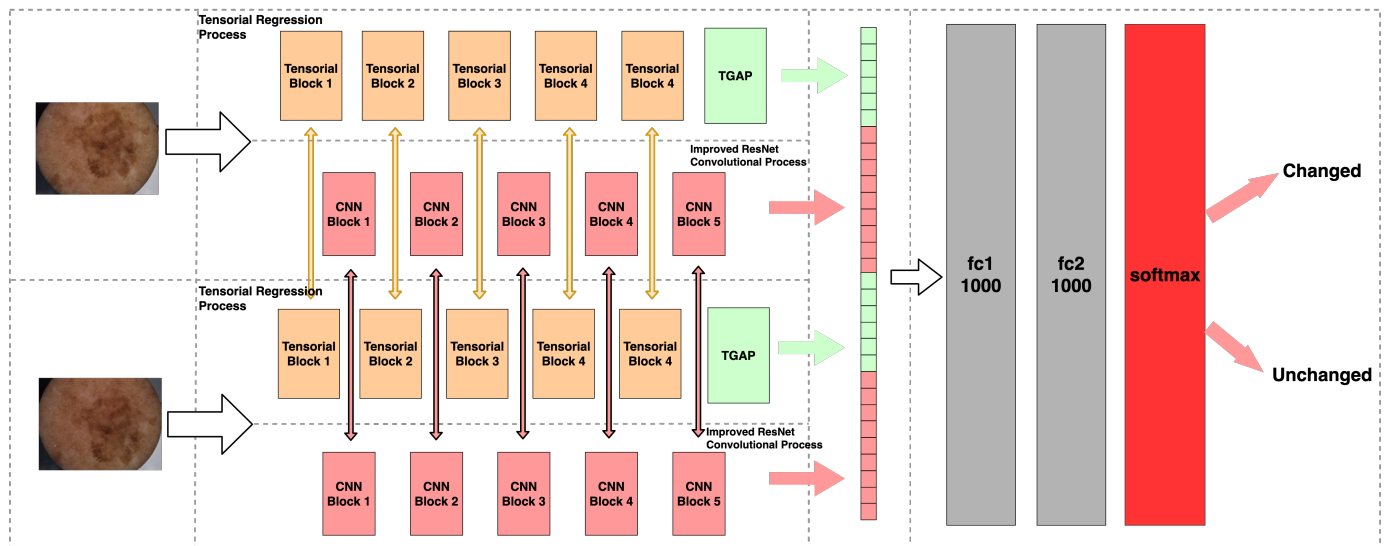 Tensorial Regression
Process
Tensorial
Block 1
Tensorial
Block 2
Tensorial
Block 3
Tensorial
Block 4
Tensorial
Block 4
TGAP
Improved ResNet
Convolutional Process
CNN
Block 1
CNN
Block 2
CNN
Block 3
CNN
Block 4
CNN
Block 5
Tensorial Regression
Process
Tensorial
Block 1
Tensorial
Block 2
Tensorial
Block 3
Tensorial
Block 4
Tensorial
Block 4
TGAP
Improved ResNet
Convolutional Process
CNN
Block 1
CNN
Block 2
CNN
Block 3
CNN
Block 4
CNN
Block 5
fc1
1000
fc2
1000
softmax
Changed
Unchanged